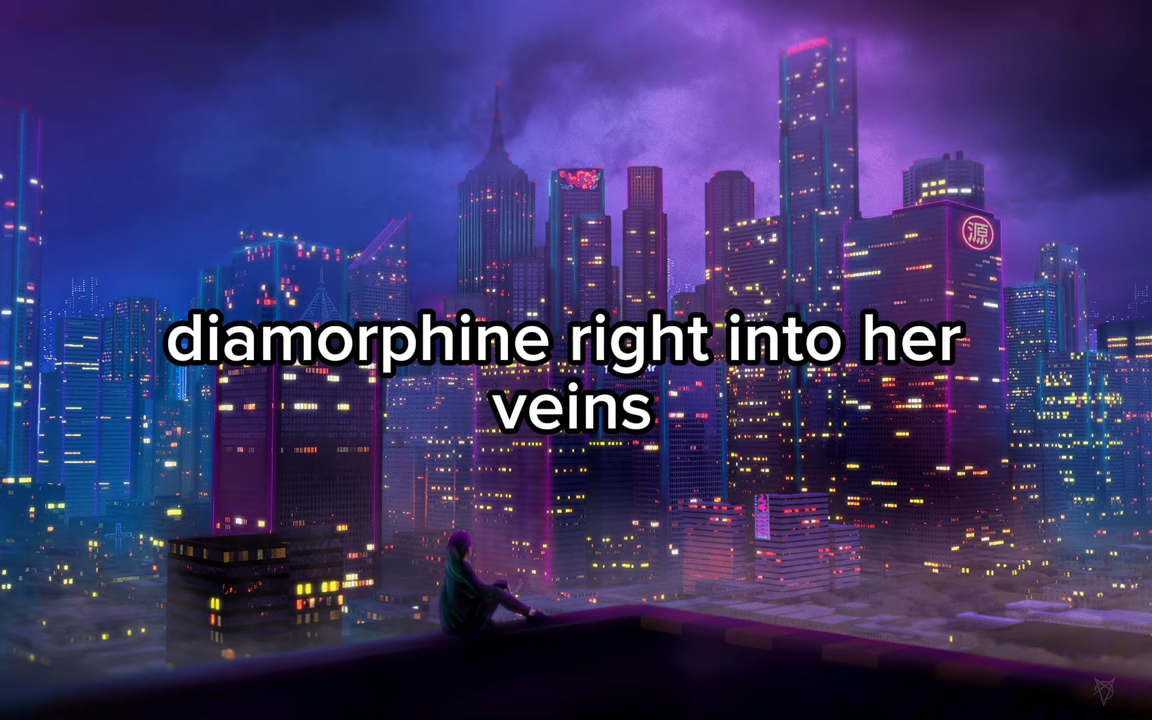 源
diamorphine right into her
veins